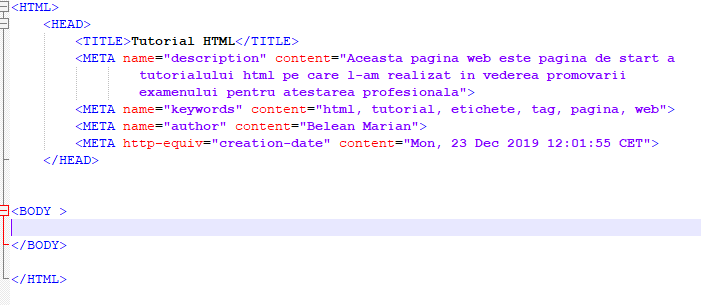 <HTML>
<HEAD>
<TITLE>Tutorial HTML</TITLE>
<META name="description" content="Aceasta pagina web este pagina de start a
tutorialului html pe care l-am realizat in vederea promovarii
examenului pentru atestarea profesionala">
<META name="keywords" content="html, tutorial, etichete, tag, pagina, web">
<META name="author" content="Belean Marian">
<META http-equiv="creation-date" content="Mon, 23 Dec 2019 12:01:55 CET">
</HEAD>
<BODY >
</BODY>
</HTML>